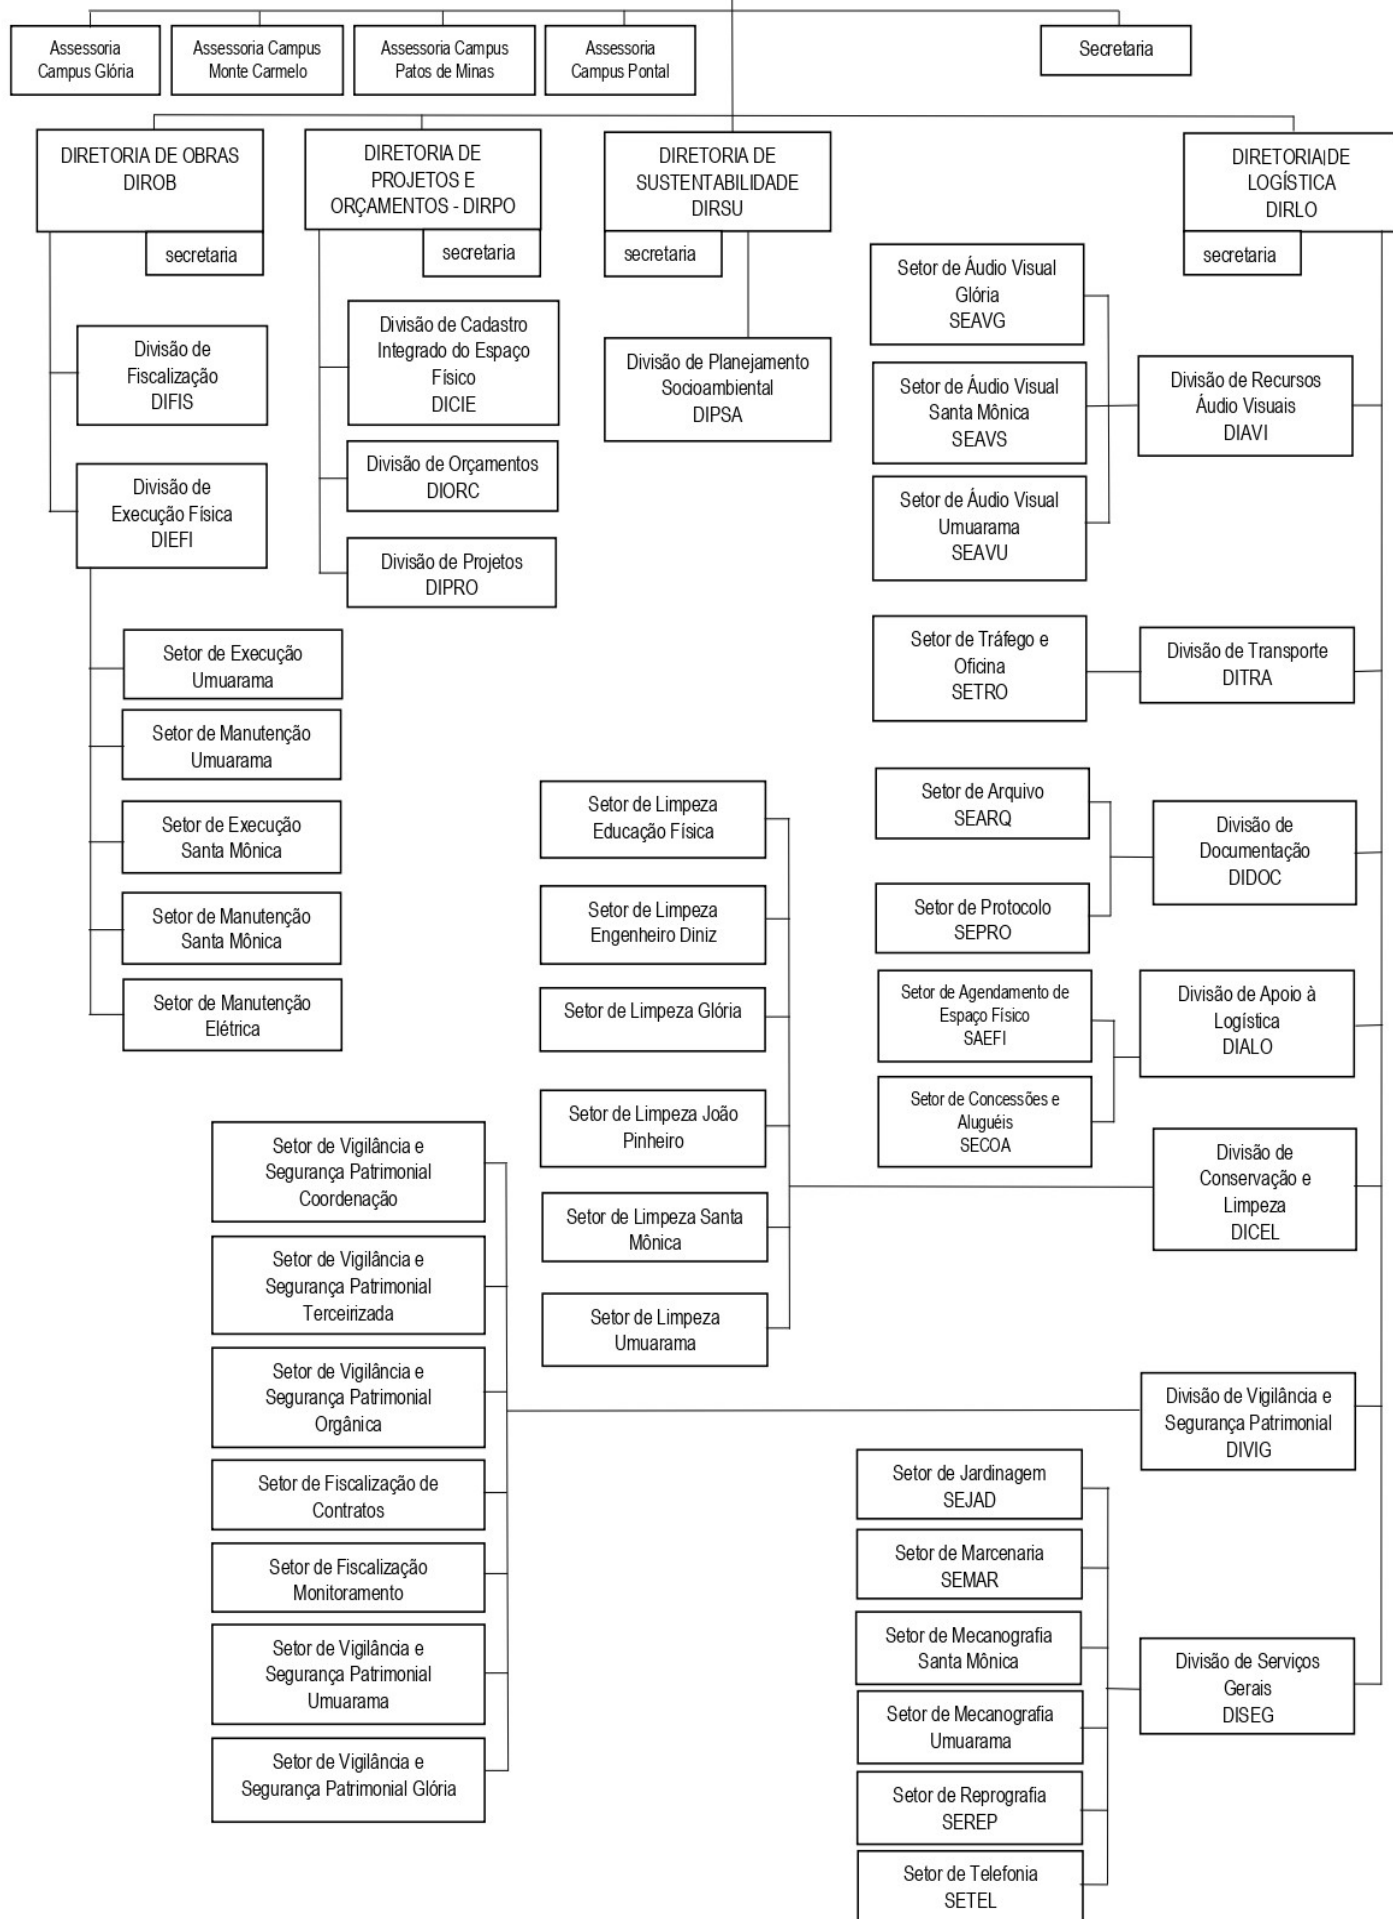 Assessoria
Campus Glória
Assessoria Campus
Monte Carmelo
Assessoria Campus
Patos de Minas
Assessoria
Campus Pontal
Secretaria
DIRETORIA DE OBRAS
DIROB
secretaria
DIRETORIA DE
PROJETOS E
ORÇAMENTOS - DIRPO
secretaria
DIRETORIA DE
SUSTENTABILIDADE
DIRSU
secretaria
DIRETORIA DE
LOGÍSTICA
DIRLO
secretaria
Divisão de
Fiscalização
DIFIS
Divisão de
Execução Física
DIEFI
Setor de Execução
Umuarama
Setor de Manutenção
Umuarama
Setor de Execução
Santa Mônica
Setor de Manutenção
Santa Mônica
Setor de Manutenção
Elétrica
Divisão de Cadastro
Integrado do Espaço
Físico
DICIE
Divisão de Orçamentos
DIORC
Divisão de Projetos
DIPRO
Divisão de Planejamento
Socioambiental
DIPSA
Setor de Áudio Visual
Glória
SEAVG
Setor de Áudio Visual
Santa Mônica
SEAVS
Setor de Áudio Visual
Umuarama
SEAVU
Divisão de Recursos
Áudio Visuais
DIAVI
Setor de Tráfego e
Oficina
SETRO
Divisão de Transporte
DITRA
Setor de Arquivo
SEARQ
Setor de Protocolo
SEPRO
Divisão de
Documentação
DIDOC
Setor de Agendamento de
Espaço Físico
SAEFI
Setor de Concessões e
Aluguéis
SECOA
Divisão de Apoio à
Logística
DIALO
Setor de Limpeza
Educação Física
Setor de Limpeza
Engenheiro Diniz
Setor de Limpeza Glória
Setor de Limpeza João
Pinheiro
Setor de Limpeza Santa
Mônica
Setor de Limpeza
Umuarama
Divisão de
Conservação e
Limpeza
DICEL
Setor de Vigilância e
Segurança Patrimonial
Coordenação
Setor de Vigilância e
Segurança Patrimonial
Terceirizada
Setor de Vigilância e
Segurança Patrimonial
Orgânica
Setor de Fiscalização de
Contratos
Setor de Fiscalização
Monitoramento
Setor de Vigilância e
Segurança Patrimonial
Umuarama
Setor de Vigilância e
Segurança Patrimonial Glória
Divisão de Vigilância e
Segurança Patrimonial
DIVIG
Setor de Jardinagem
SEJAD
Setor de Marcenaria
SEMAR
Setor de Mecanografia
Santa Mônica
Setor de Mecanografia
Umuarama
Setor de Reprografia
SEREP
Setor de Telefonia
SETEL
Divisão de Serviços
Gerais
DISEG